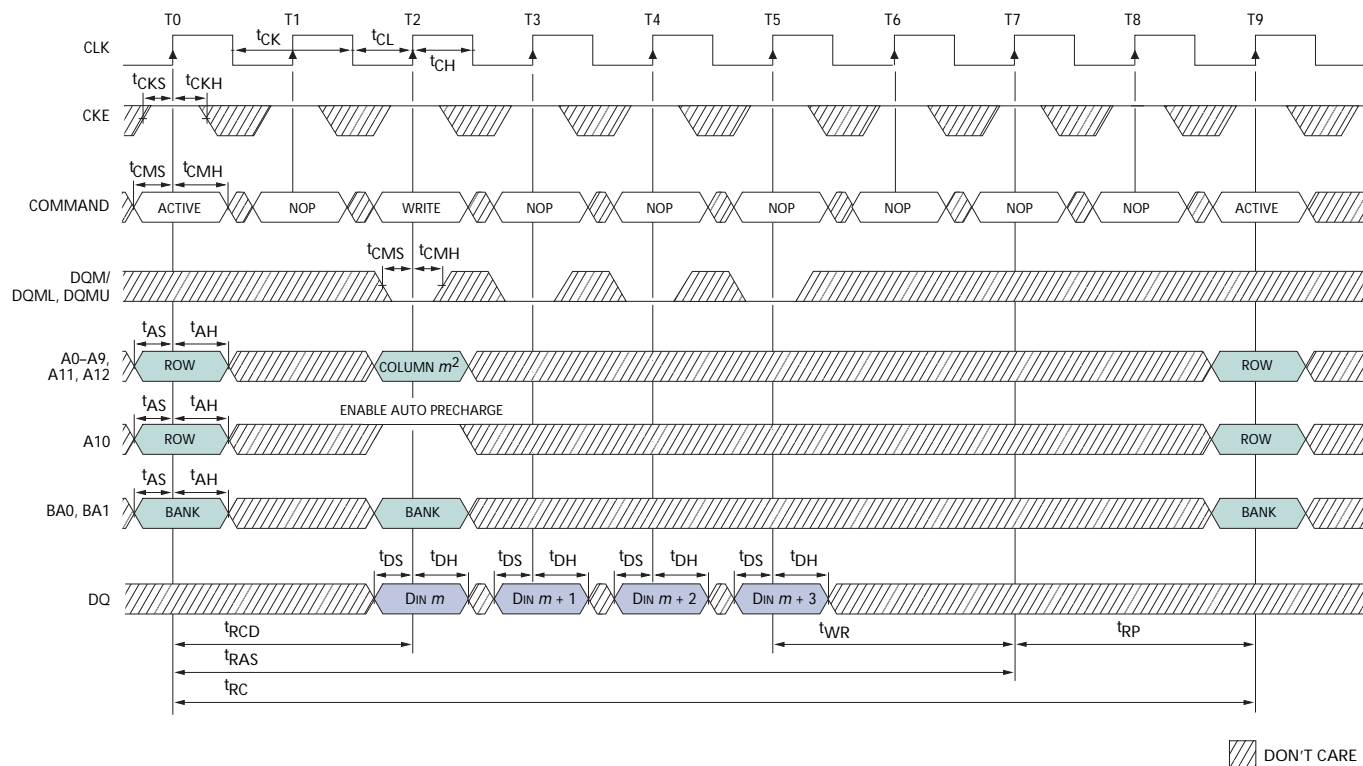 T0 T1 T2 T3 T4 T5 T6 T7 T8 T9
CLK tCK tCL tCH
tCKS tCKH
CKE
tCMS tCMH
COMMAND ACTIVE NOP WRITE NOP NOP NOP NOP NOP NOP ACTIVE
tCMS tCMH
DQM/
DQML, DQMU
tAS tAH
A0–A9,
A11, A12 ROW COLUMN m2 ROW
tAS tAH ENABLE AUTO PRECHARGE
A10 ROW ROW
tAS tAH
BA0, BA1 BANK BANK BANK
tDS tDH tDS tDH tDS tDH tDS tDH
DQ DIN m DIN m + 1 DIN m + 2 DIN m + 3
tRCD tWR tRP
tRAS
tRC
DON'T CARE